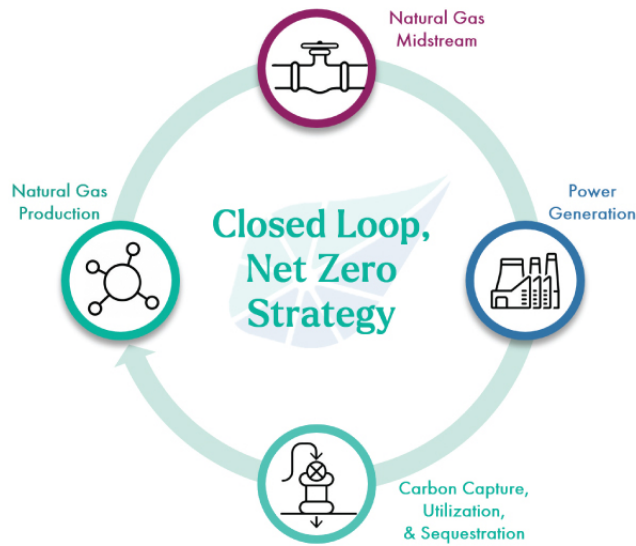 Natural Gas
Midstream
Natural Gas
Production
Power
Generation
Closed Loop,
Net Zero
Strategy
Carbon Capture,
Utilization,
& Sequestration